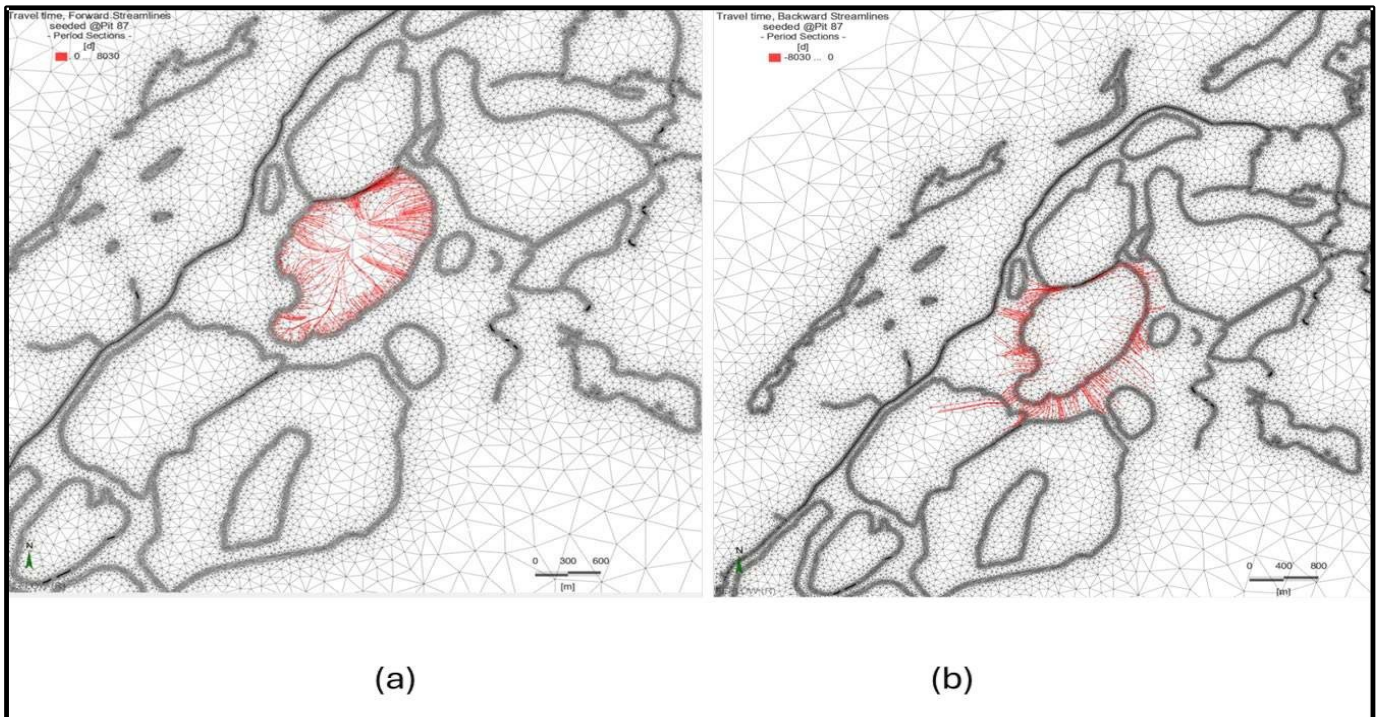 Travel time, Forward Streamlines
seeded @Pit 87
- Period Sections -
[d]
0 ... 8030
N
0 300 600
[m]
Travel time, Backward Streamlines
seeded @Pit 87
- Period Sections -
[d]
-8030 ... 0
N
0 400 800
[m]
(a)
(b)